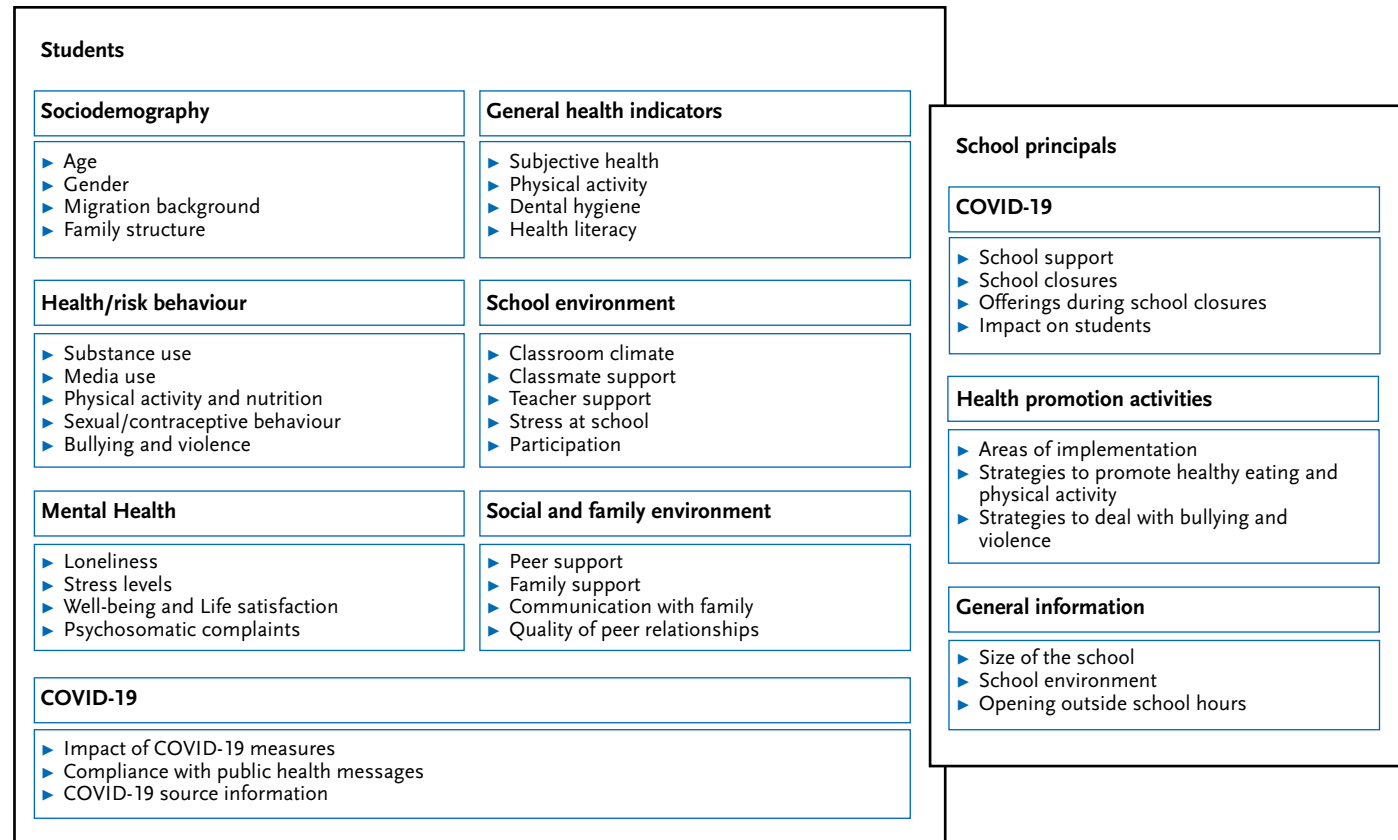 Students
Sociodemography
► Age
► Gender
► Migration background
► Family structure
General health indicators
► Subjective health
► Physical activity
► Dental hygiene
► Health literacy
Health/risk behaviour
► Substance use
► Media use
► Physical activity and nutrition
► Sexual/contraceptive behaviour
► Bullying and violence
School environment
► Classroom climate
► Classmate support
► Teacher support
► Stress at school
► Participation
Mental Health
► Loneliness
► Stress levels
► Well-being and Life satisfaction
► Psychosomatic complaints
Social and family environment
► Peer support
► Family support
► Communication with family
► Quality of peer relationships
COVID-19
► Impact of COVID-19 measures
► Compliance with public health messages
► COVID-19 source information
School principals
COVID-19
► School support
► School closures
► Offerings during school closures
► Impact on students
Health promotion activities
► Areas of implementation
► Strategies to promote healthy eating and
physical activity
► Strategies to deal with bullying and
violence
General information
► Size of the school
► School environment
► Opening outside school hours